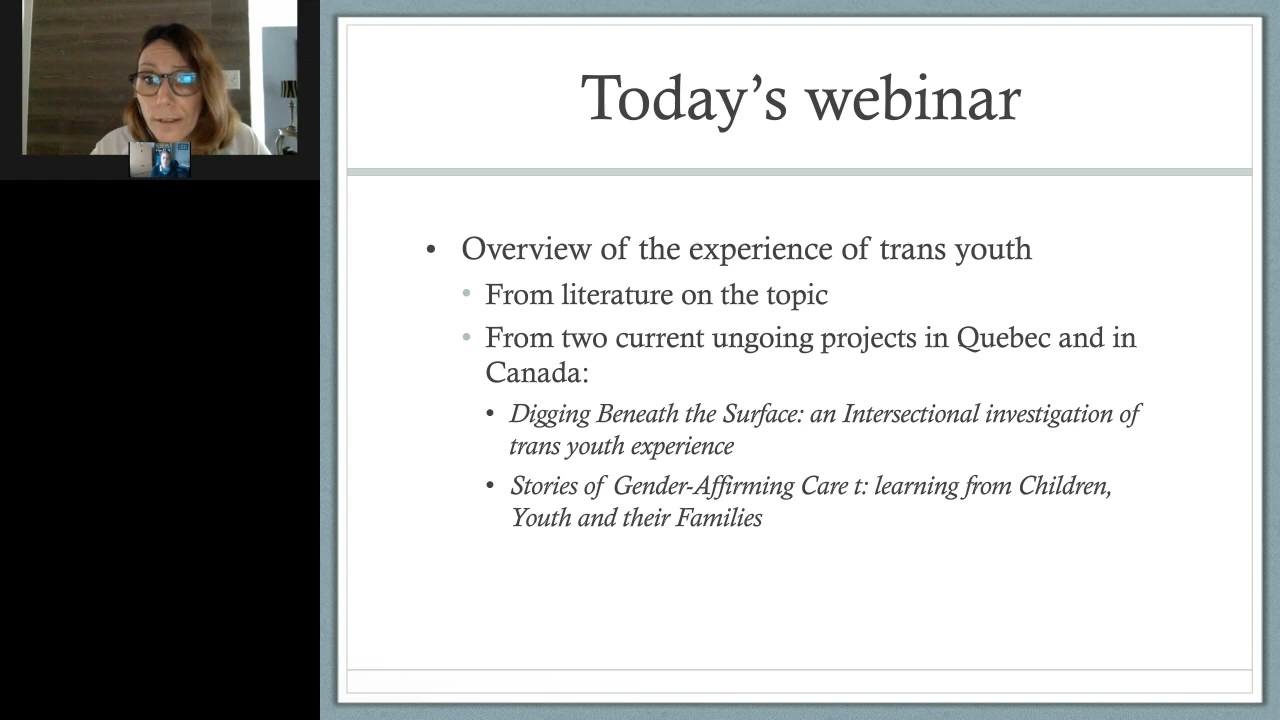 Today’s webinar
• Overview of the experience of trans youth
• From literature on the topic
• From two current ungoing projects in Quebec and in
Canada:
• Digging Beneath the Surface: an Intersectional investigation of
trans youth experience
• Stories of Gender-Affirming Care t: learning from Children,
Youth and their Families